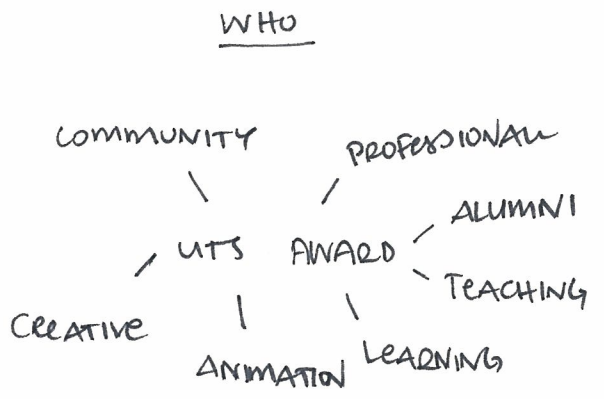 WHO
COMMUNITY
PROFESSIONAL
ALUMNI
UTS AWARD
TEACHING
CREATIVE
ANIMATION
LEARNING